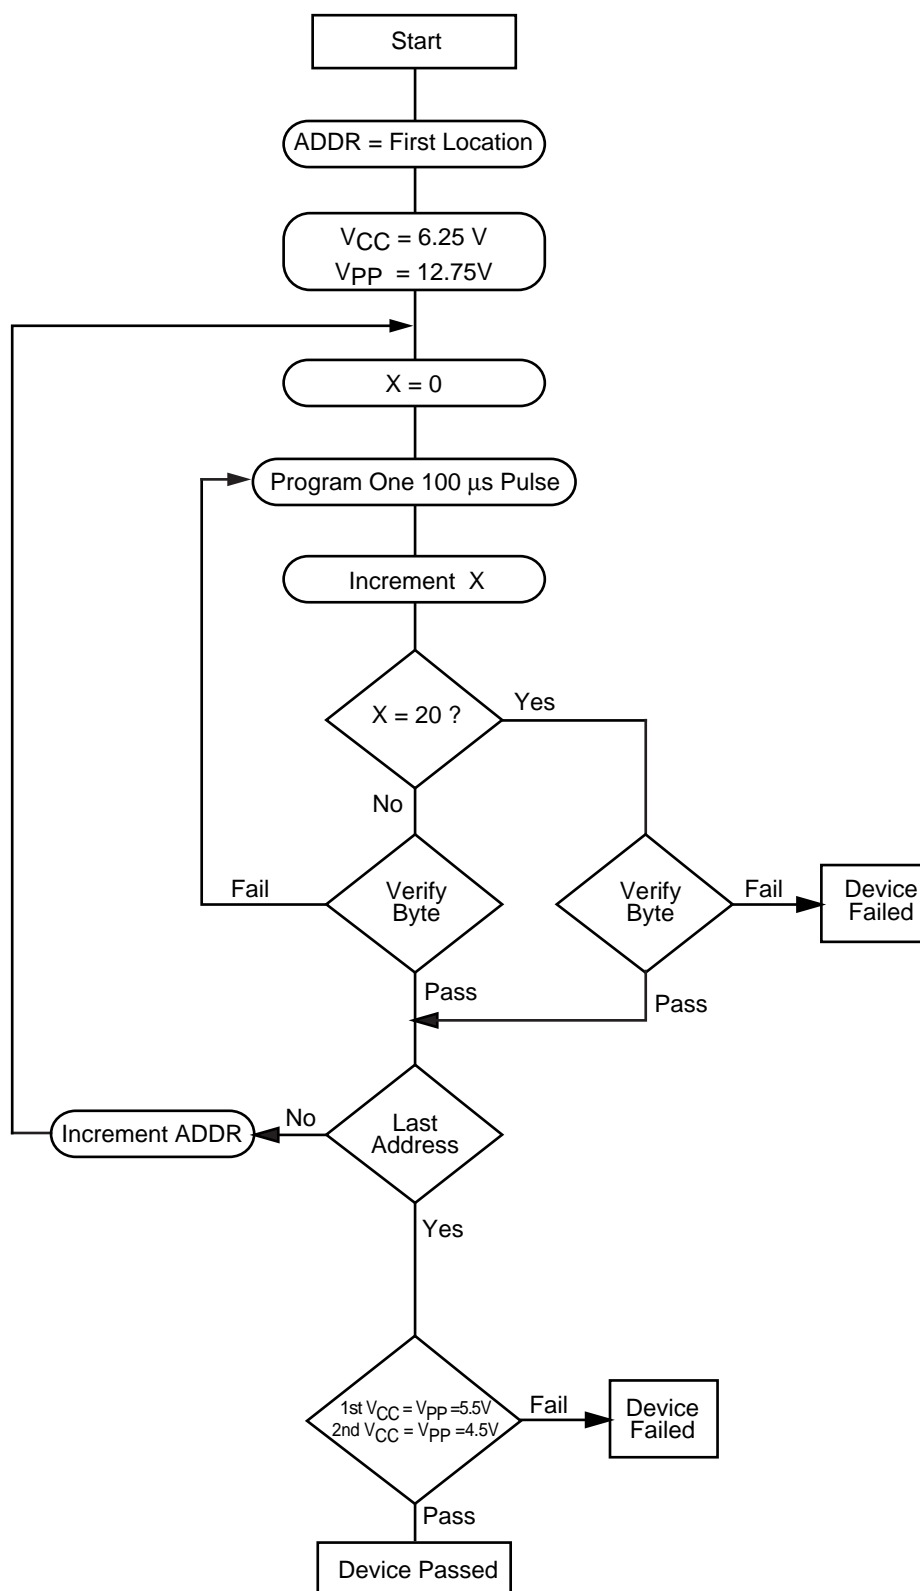 Start
ADDR = First Location
VCC = 6.25 V
VPP = 12.75V
X = 0
Program One 100 μs Pulse
Increment X
X = 20 ?
Yes
No
Verify
Byte
Fail
Verify
Byte
Fail
Device
Failed
Pass
Pass
Last
Address
No
Increment ADDR
Yes
1st VCC = VPP =5.5V
2nd VCC = VPP =4.5V
Fail
Device
Failed
Pass
Device Passed